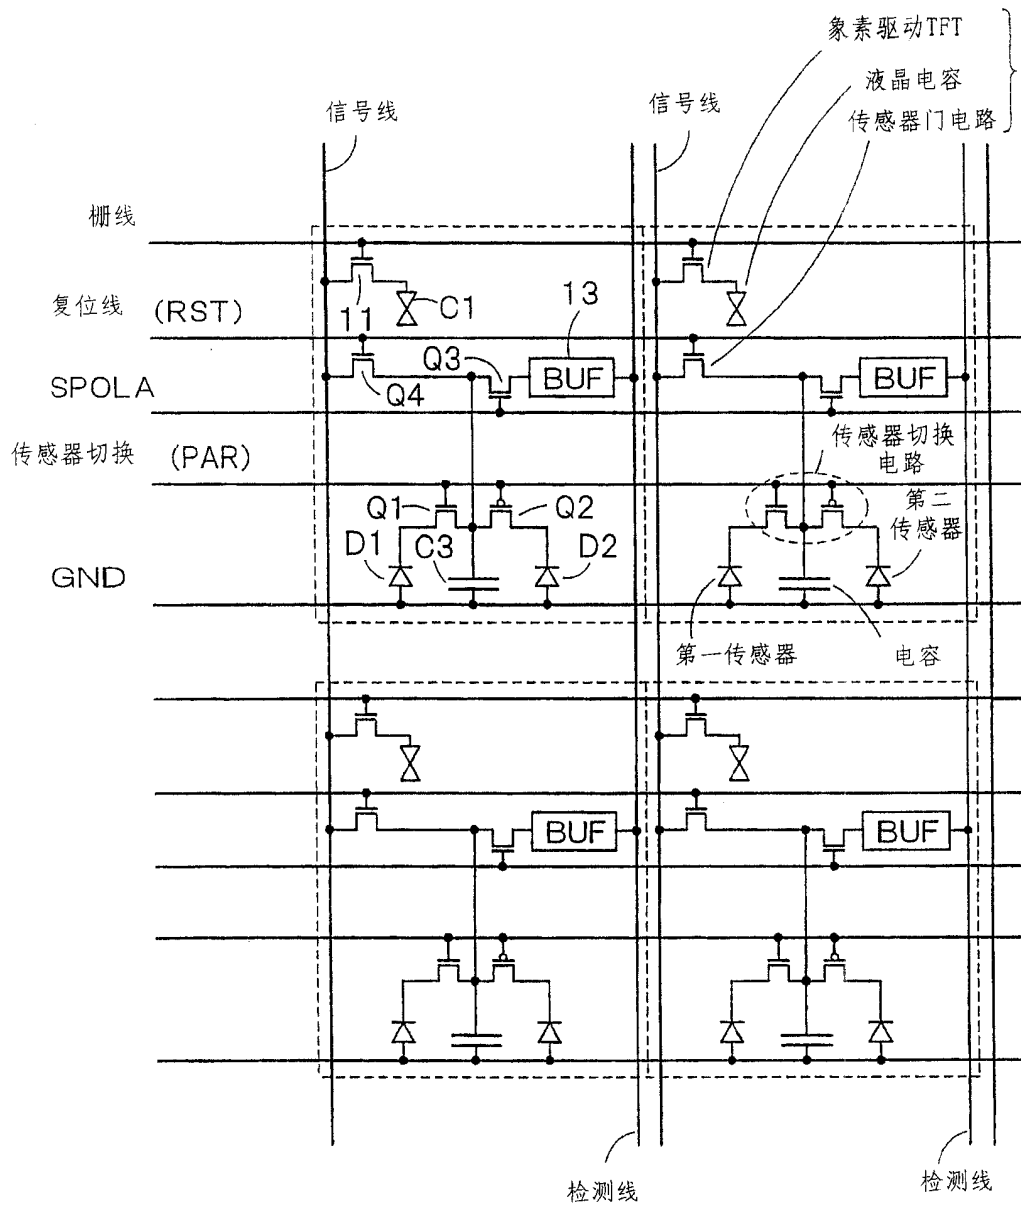 象素驱动TFT
液晶电容
传感器门电路
信号线
信号线
栅线
复位线 (RST)
11
C1
13
Q3
BUF
BUF
SPOLA
Q4
传感器切换 (PAR)
传感器切换
电路
Q1
Q2
第二
传感器
D1
C3
D2
GND
第一传感器
电容
BUF
BUF
检测线
检测线